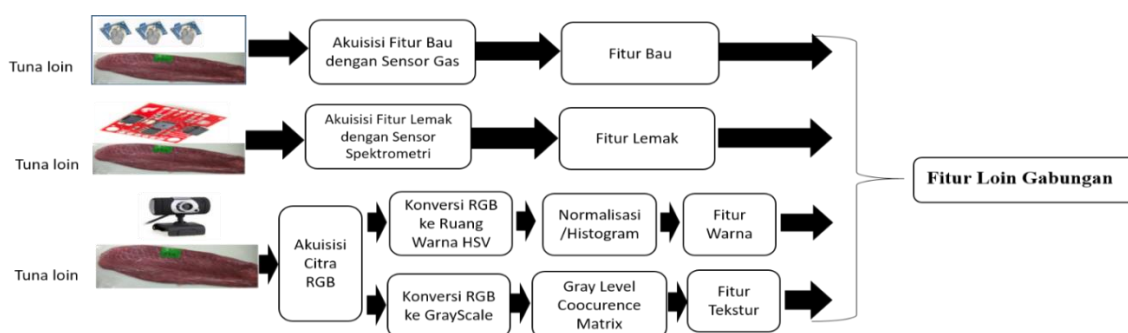 Tuna loin
Akuisisi Fitur Bau
dengan Sensor Gas
Fitur Bau
Tuna loin
Akuisisi Fitur Lemak
dengan Sensor
Spektrometri
Fitur Lemak
Fitur Loin Gabungan
Tuna loin
Akuisisi
Citra
RGB
Konversi RGB
ke Ruang
Warna HSV
Normalisasi
/Histogram
Fitur
Warna
Konversi RGB
ke GrayScale
Gray Level
Coocurence
Matrix
Fitur
Tekstur